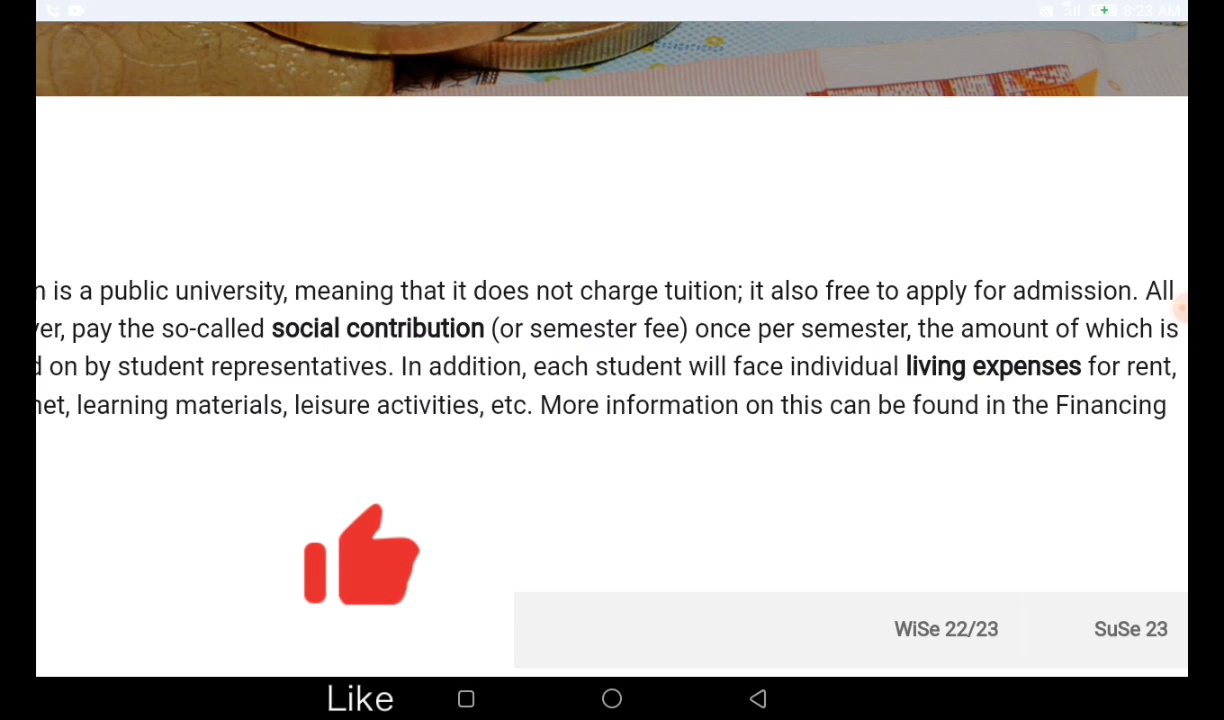 8:23 AM
is a public university, meaning that it does not charge tuition; it also free to apply for admission. All
pay the so-called social contribution (or semester fee) once per semester, the amount of which is
on by student representatives. In addition, each student will face individual living expenses for rent,
learning materials, leisure activities, etc. More information on this can be found in the Financing
WiSe 22/23 SuSe 23
Like